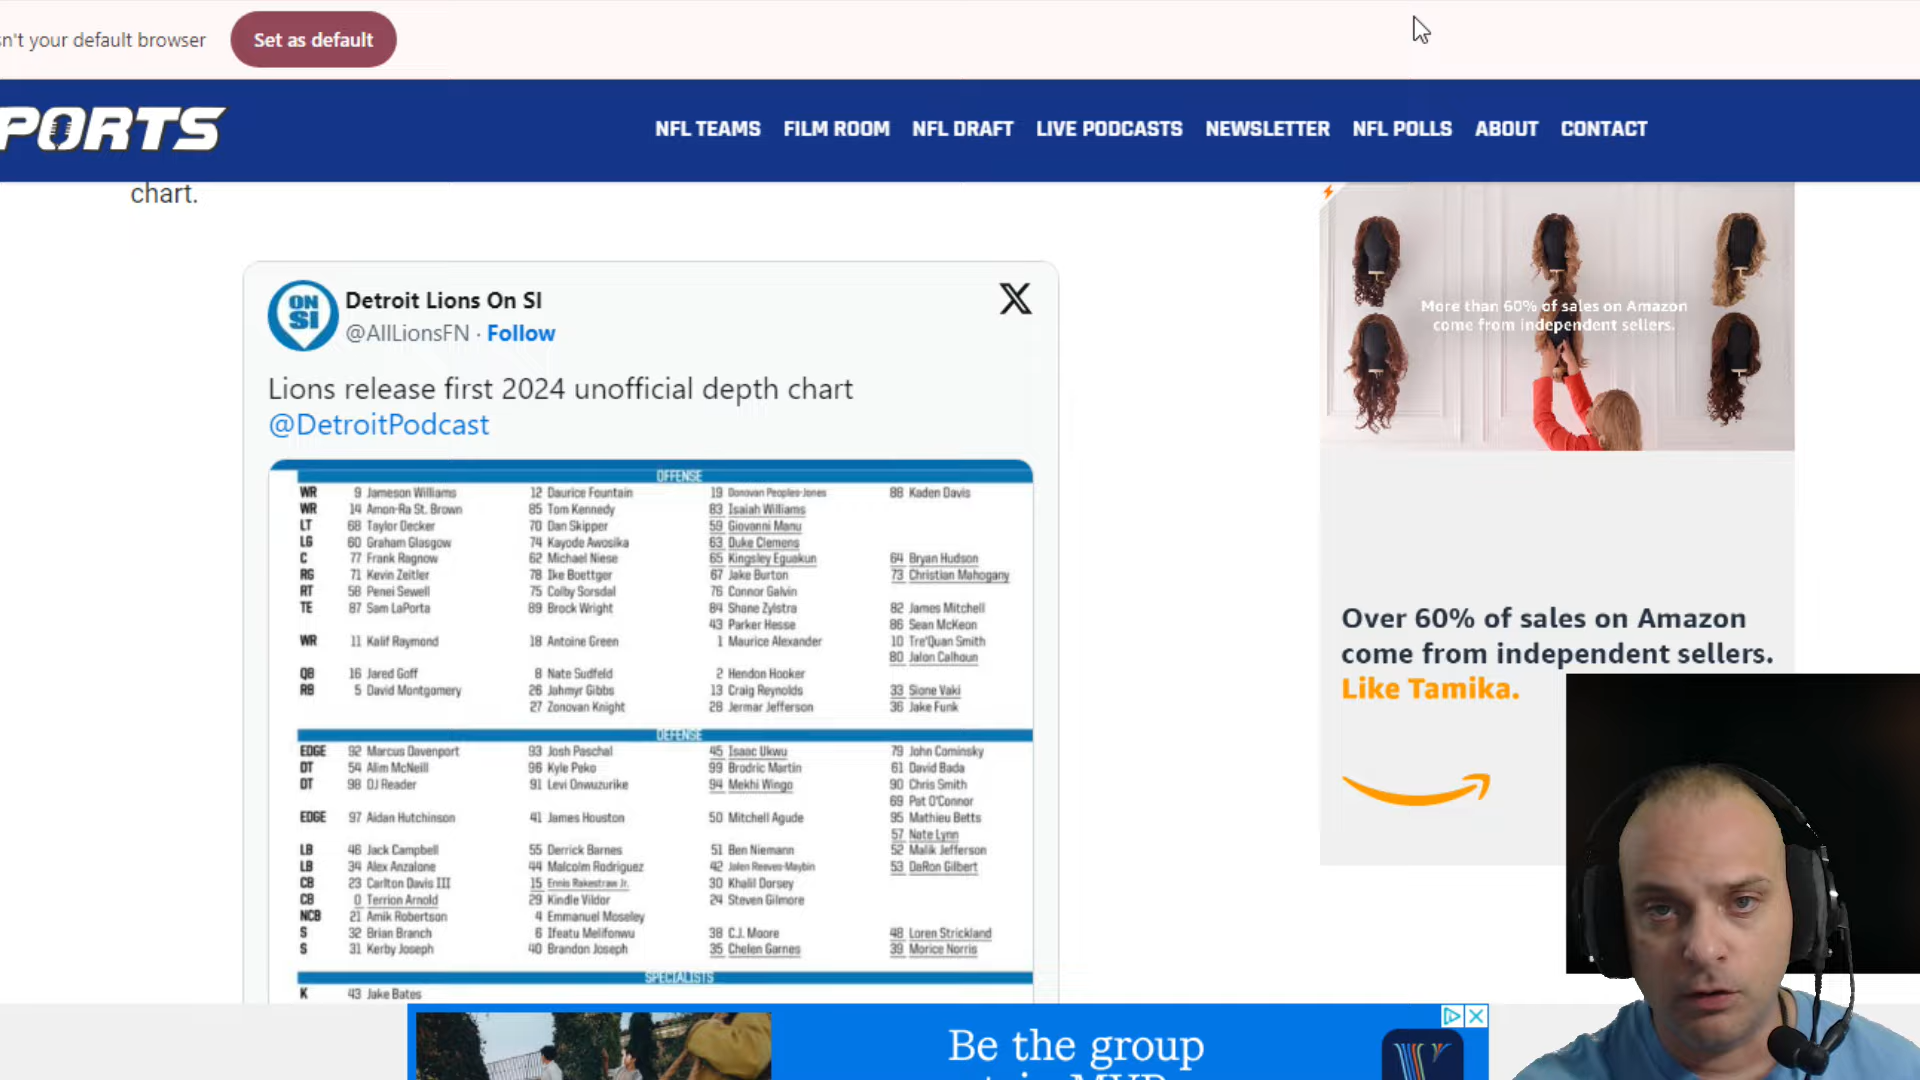 n't your default browser
Set as default
PORTS
NFL TEAMS FILM ROOM NFL DRAFT LIVE PODCASTS NEWSLETTER NFL POLLS ABOUT CONTACT
chart.
ON
SI
Detroit Lions On SI
@AllLionsFN · Follow
X
Lions release first 2024 unofficial depth chart
@DetroitPodcast
OFFENSE
WR 9 Jameson Williams 12 Daurice Fountain 19 Donovan Peoples-Jones 88 Kaden Davis
WR 14 Amon-Ra St. Brown 85 Tom Kennedy 83 Isaiah Williams
LT 68 Taylor Decker 70 Dan Skipper 59 Giovanni Manu
LG 60 Graham Glasgow 74 Kayode Awosika 63 Duke Clemens
C 77 Frank Ragnow 62 Michael Niese 65 Kingsley Eguakun 64 Bryan Hudson
RG 71 Kevin Zeitler 78 Ike Boettger 67 Jake Burton 73 Christian Mahogany
RT 58 Penei Sewell 75 Colby Sorsdal 76 Connor Galvin
TE 87 Sam LaPorta 89 Brock Wright 84 Shane Zylstra 82 James Mitchell
43 Parker Hesse 86 Sean McKeon
WR 11 Kalif Raymond 18 Antoine Green 1 Maurice Alexander 10 Tre'Quan Smith
80 Jalon Calhoun
QB 16 Jared Goff 8 Nate Sudfeld 2 Hendon Hooker
RB 5 David Montgomery 26 Jahmyr Gibbs 13 Craig Reynolds 33 Sione Vaki
27 Zonovan Knight 28 Jermar Jefferson 36 Jake Funk
DEFENSE
EDGE 92 Marcus Davenport 93 Josh Paschal 45 Isaac Ukwu 79 John Cominsky
DT 54 Alim McNeill 96 Kyle Peko 99 Brodric Martin 61 David Bada
DT 98 DJ Reader 91 Levi Onwuzurike 94 Mekhi Wingo 90 Chris Smith
69 Pat O'Connor
EDGE 97 Aidan Hutchinson 41 James Houston 50 Mitchell Agude 95 Mathieu Betts
57 Nate Lynn
LB 46 Jack Campbell 55 Derrick Barnes 51 Ben Niemann 52 Malik Jefferson
LB 34 Alex Anzalone 44 Malcolm Rodriguez 42 Jalen Reeves-Maybin 53 DaRon Gilbert
CB 23 Carlton Davis III 15 Ennis Rakestraw Jr. 30 Khalil Dorsey
CB 0 Terrion Arnold 29 Kindle Vildor 24 Steven Gilmore
NCB 21 Amik Robertson 4 Emmanuel Moseley
S 32 Brian Branch 6 Ifeatu Melifonwu 38 C.J. Moore 48 Loren Strickland
S 31 Kerby Joseph 40 Brandon Joseph 35 Chelen Garnes 39 Morice Norris
SPECIALISTS
K 43 Jake Bates
More than 60% of sales on Amazon
come from independent sellers.
Over 60% of sales on Amazon
come from independent sellers.
Like Tamika.
Be the group